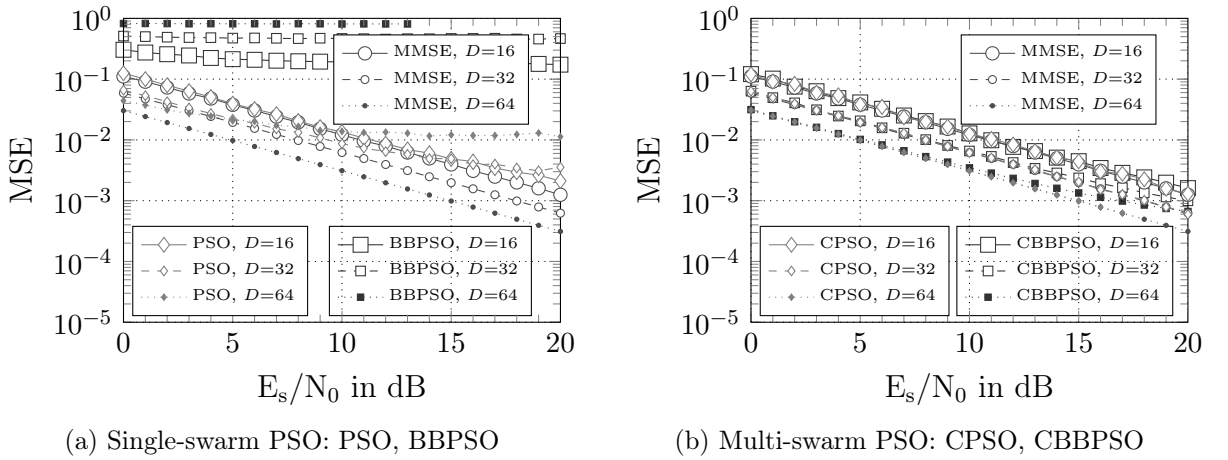 10^0
10^-1
10^-2
10^-3
10^-4
10^-5
MSE
0 5 10 15 20
E_s/N_0 in dB
MMSE, D=16
MMSE, D=32
MMSE, D=64
PSO, D=16
PSO, D=32
PSO, D=64
BBPSO, D=16
BBPSO, D=32
BBPSO, D=64
(a) Single-swarm PSO: PSO, BBPSO
10^0
10^-1
10^-2
10^-3
10^-4
10^-5
MSE
0 5 10 15 20
E_s/N_0 in dB
MMSE, D=16
MMSE, D=32
MMSE, D=64
CPSO, D=16
CPSO, D=32
CPSO, D=64
CBBPSO, D=16
CBBPSO, D=32
CBBPSO, D=64
(b) Multi-swarm PSO: CPSO, CBBPSO